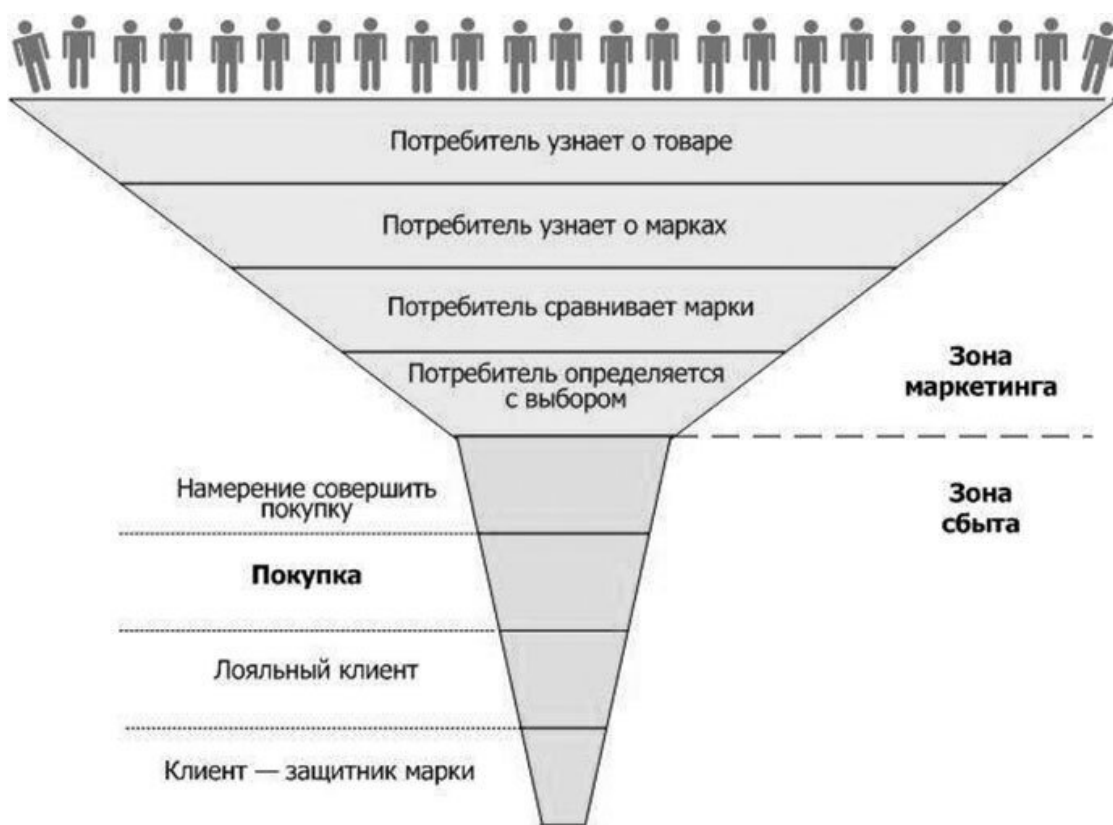 Потребитель узнает о товаре
Потребитель узнает о марках
Потребитель сравнивает марки
Потребитель определяется
с выбором
Зона
маркетинга
Намерение совершить
покупку
Зона
сбыта
Покупка
Лояльный клиент
Клиент — защитник марки